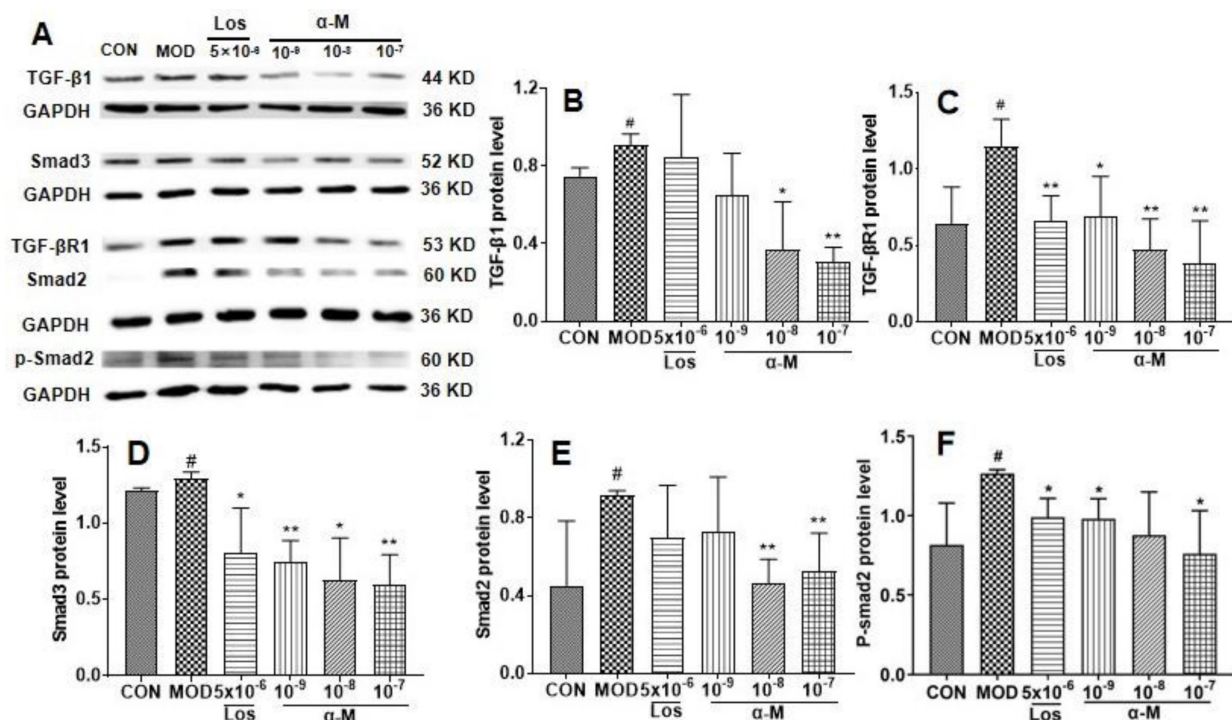 A
Los
α-M
CON MOD 5×10⁻⁶ 10⁻⁹ 10⁻⁸ 10⁻⁷
TGF-β1 44 KD
GAPDH 36 KD
Smad3 52 KD
GAPDH 36 KD
TGF-βR1 53 KD
Smad2 60 KD
GAPDH 36 KD
p-Smad2 60 KD
GAPDH 36 KD
B
TGF-β1 protein level
1.2
0.8
0.4
0.0
#
*
**
CON MOD 5x10⁻⁶ 10⁻⁹ 10⁻⁸ 10⁻⁷
Los α-M
C
TGF-βR1 protein level
1.5
1.0
0.5
0.0
#
**
*
**
**
CON MOD 5x10⁻⁶ 10⁻⁹ 10⁻⁸ 10⁻⁷
Los α-M
D
Smad3 protein level
1.5
1.0
0.5
0.0
#
*
**
*
**
CON MOD 5x10⁻⁶ 10⁻⁹ 10⁻⁸ 10⁻⁷
Los α-M
E
Smad2 protein level
1.2
0.8
0.4
0.0
#
**
**
CON MOD 5x10⁻⁶ 10⁻⁹ 10⁻⁸ 10⁻⁷
Los α-M
F
P-smad2 protein level
1.5
1.0
0.5
0.0
#
*
*
*
CON MOD 5x10⁻⁶ 10⁻⁹ 10⁻⁸ 10⁻⁷
Los α-M